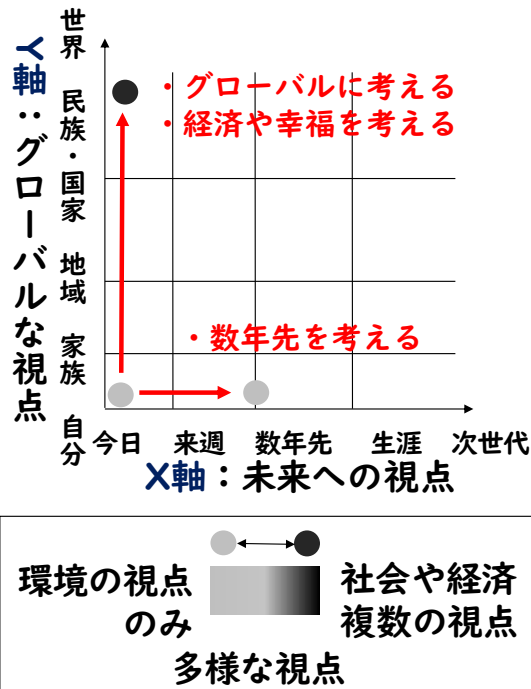 Y軸：グローバルな視点
世界
民族・国家
地域
家族
自分
・グローバルに考える
・経済や幸福を考える
・数年先を考える
今日 来週 数年先 生涯 次世代
X軸：未来への視点
環境の視点
のみ
社会や経済
複数の視点
多様な視点